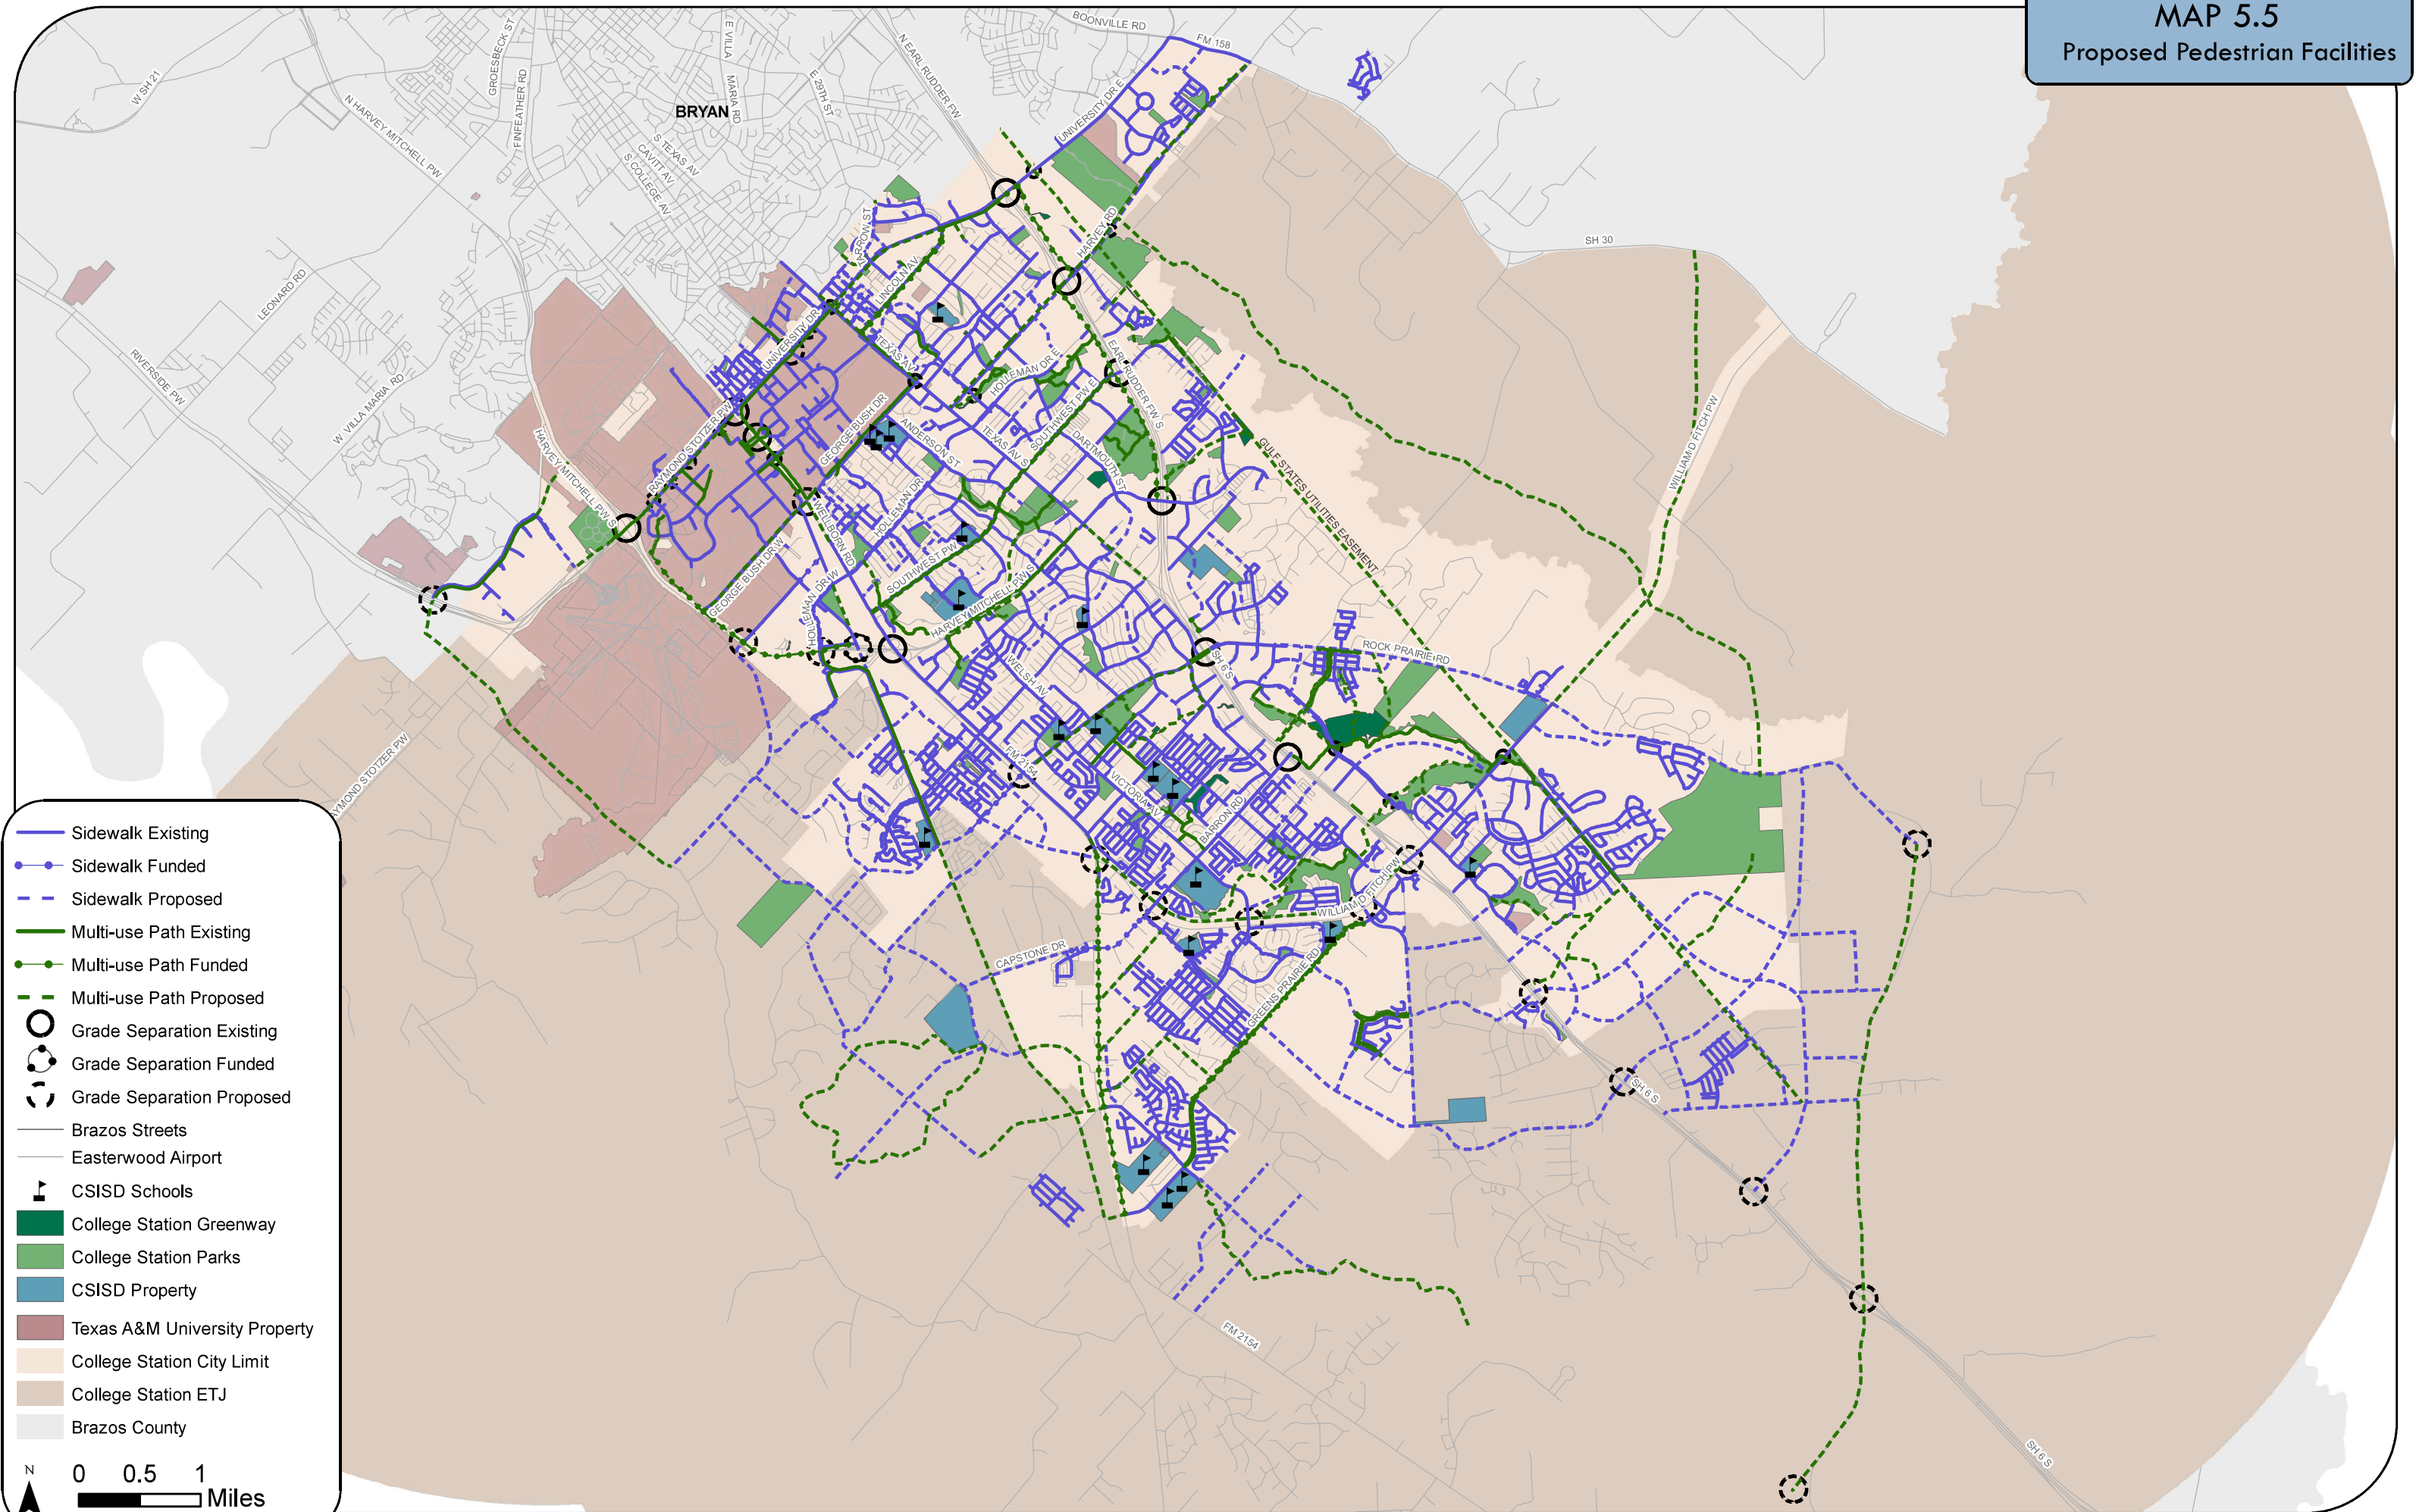 MAP 5.5
Proposed Pedestrian Facilities
BOONVILLE RD
FM 158
W SH 21
GROESBECK ST
FINFEATHER RD
E VILLA MARIA RD
E 29TH ST
N EARL RUDDER FW
N HARVEY MITCHELL PW
BRYAN
S TEXAS AV
CAVITT AV
S COLLEGE AV
UNIVERSITY DR E
HARVEY RD
SH 30
LEONARD RD
RIVERSIDE PW
W VILLA MARIA RD
LINCOLN AV
UNIVERSITY DR
TEXAS AV
HOLLEMAN DR E
EARL RUDDER FW S
SOUTHWEST PW E
GEORGE BUSH DR
ANDERSON ST
TEXAS AV S
DARTMOUTH ST
RAYMOND STOTZER PW
HARVEY MITCHELL PW S
GULF STATES UTILITIES EASEMENT
WILLIAM D FITCH PW
HOLLEMAN DR
WELLBORN RD
SOUTHWEST PW
GEORGE BUSH DR W
HOLLEMAN DR W
HARVEY MITCHELL PW S
ROCK PRAIRIE RD
SH 6 S
WELSH AV
FM 2154
VICTORIA AV
BARRON RD
WILLIAM D FITCH PW
CAPSTONE DR
GREENS PRAIRIE RD
SH 6 S
FM 2154
SH 6 S
Sidewalk Existing
Sidewalk Funded
Sidewalk Proposed
Multi-use Path Existing
Multi-use Path Funded
Multi-use Path Proposed
Grade Separation Existing
Grade Separation Funded
Grade Separation Proposed
Brazos Streets
Easterwood Airport
CSISD Schools
College Station Greenway
College Station Parks
CSISD Property
Texas A&M University Property
College Station City Limit
College Station ETJ
Brazos County
N
0 0.5 1
Miles